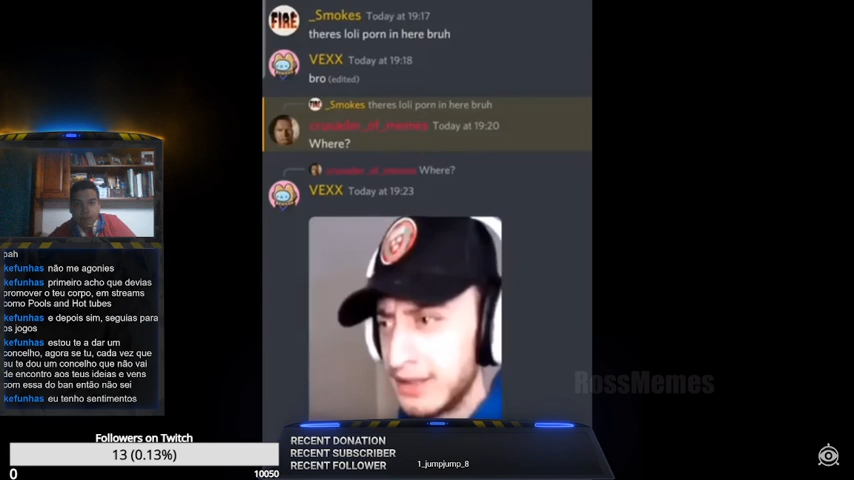 FIRE
_Smokes Today at 19:17
theres loli porn in here bruh
VEXX Today at 19:18
bro (edited)
FIRE _Smokes theres loli porn in here bruh
crusader_of_memes Today at 19:20
Where?
crusader_of_memes Where?
VEXX Today at 19:23
pah
kefunhas não me agonies
kefunhas primeiro acho que devias
promover o teu corpo, em streams
como Pools and Hot tubes
kefunhas e depois sim, seguias para
os jogos
kefunhas estou te a dar um
concelho, agora se tu, cada vez que
eu te dou um concelho que não vai
de encontro aos teus ideias e vens
com essa do ban então não sei
kefunhas eu tenho sentimentos
RossMemes
Followers on Twitch
13 (0.13%)
0
10050
RECENT DONATION
RECENT SUBSCRIBER
RECENT FOLLOWER 1_jumpjump_8